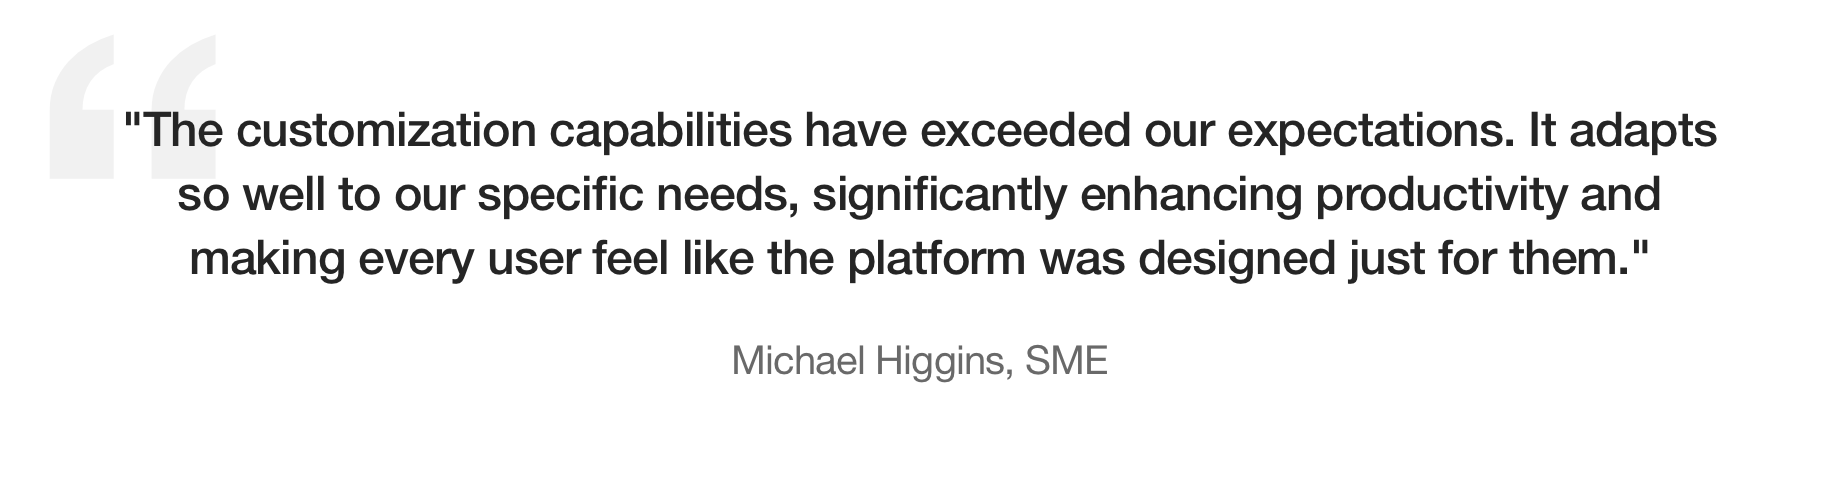 "The customization capabilities have exceeded our expectations. It adapts
so well to our specific needs, significantly enhancing productivity and
making every user feel like the platform was designed just for them."
Michael Higgins, SME